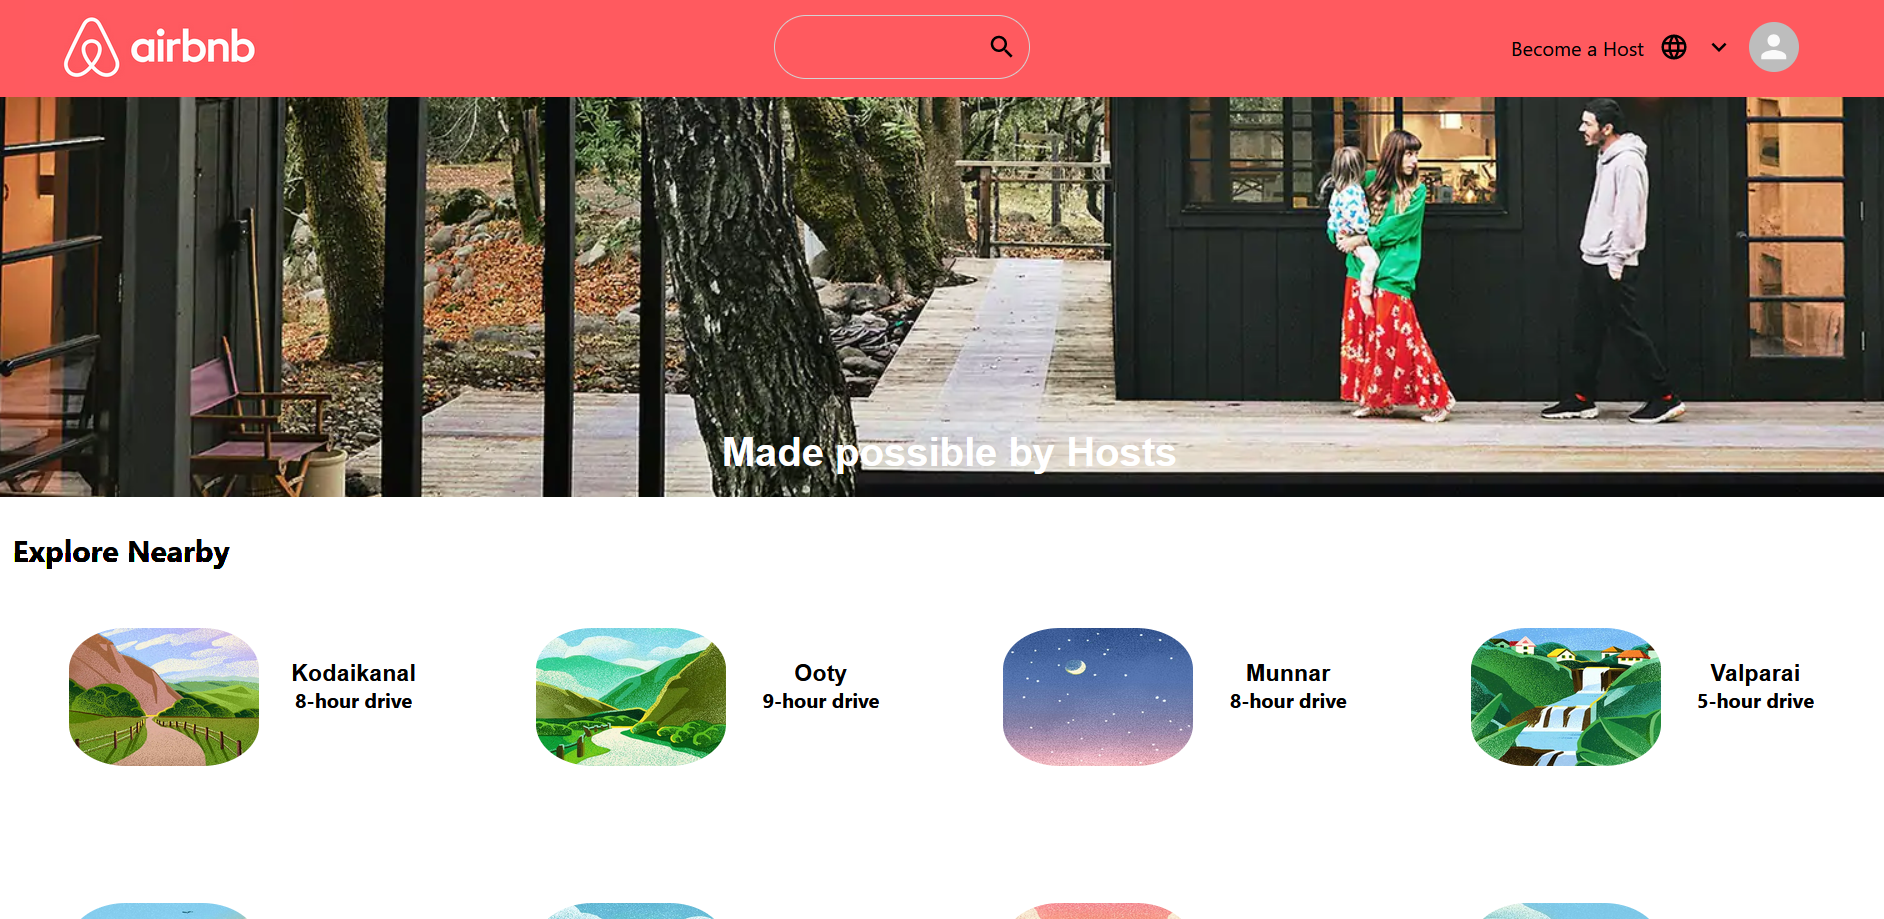 airbnb
Become a Host
Made possible by Hosts
Explore Nearby
Kodaikanal
8-hour drive
Ooty
9-hour drive
Munnar
8-hour drive
Valparai
5-hour drive